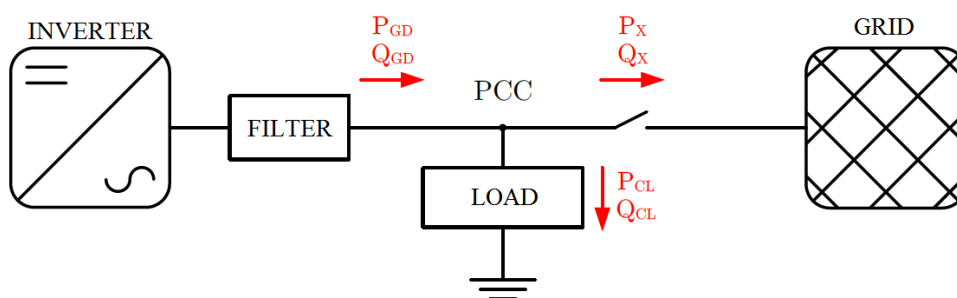 INVERTER
P_GD
Q_GD
P_X
Q_X
GRID
PCC
FILTER
LOAD
P_CL
Q_CL